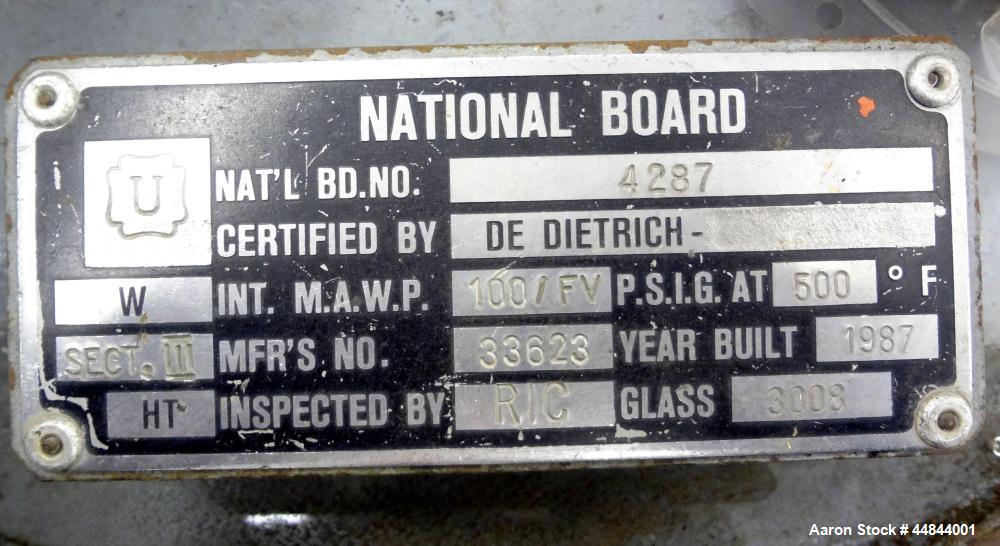 NATIONAL BOARD
U
NAT'L BD.NO. 4287
CERTIFIED BY DE DIETRICH-
W INT. M.A.W.P. 100/FV P.S.I.G. AT 500 ° F
SECT. III MFR'S NO. 33623 YEAR BUILT 1987
HT INSPECTED BY RIC GLASS 3008
Aaron Stock # 44844001